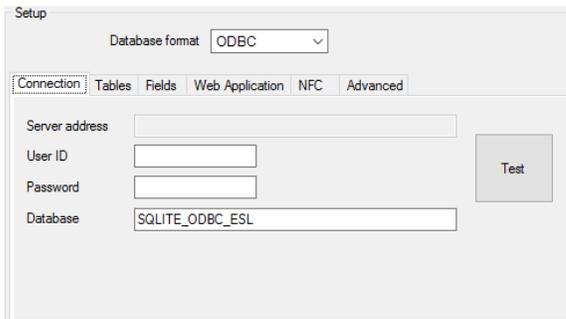 Setup
Database format ODBC
Connection Tables Fields Web Application NFC Advanced
Server address
User ID
Test
Password
Database SQLITE_ODBC_ESL